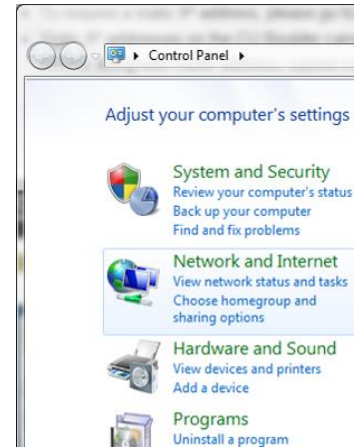 Control Panel
Adjust your computer's settings
System and Security
Review your computer's status
Back up your computer
Find and fix problems
Network and Internet
View network status and tasks
Choose homegroup and
sharing options
Hardware and Sound
View devices and printers
Add a device
Programs
Uninstall a program